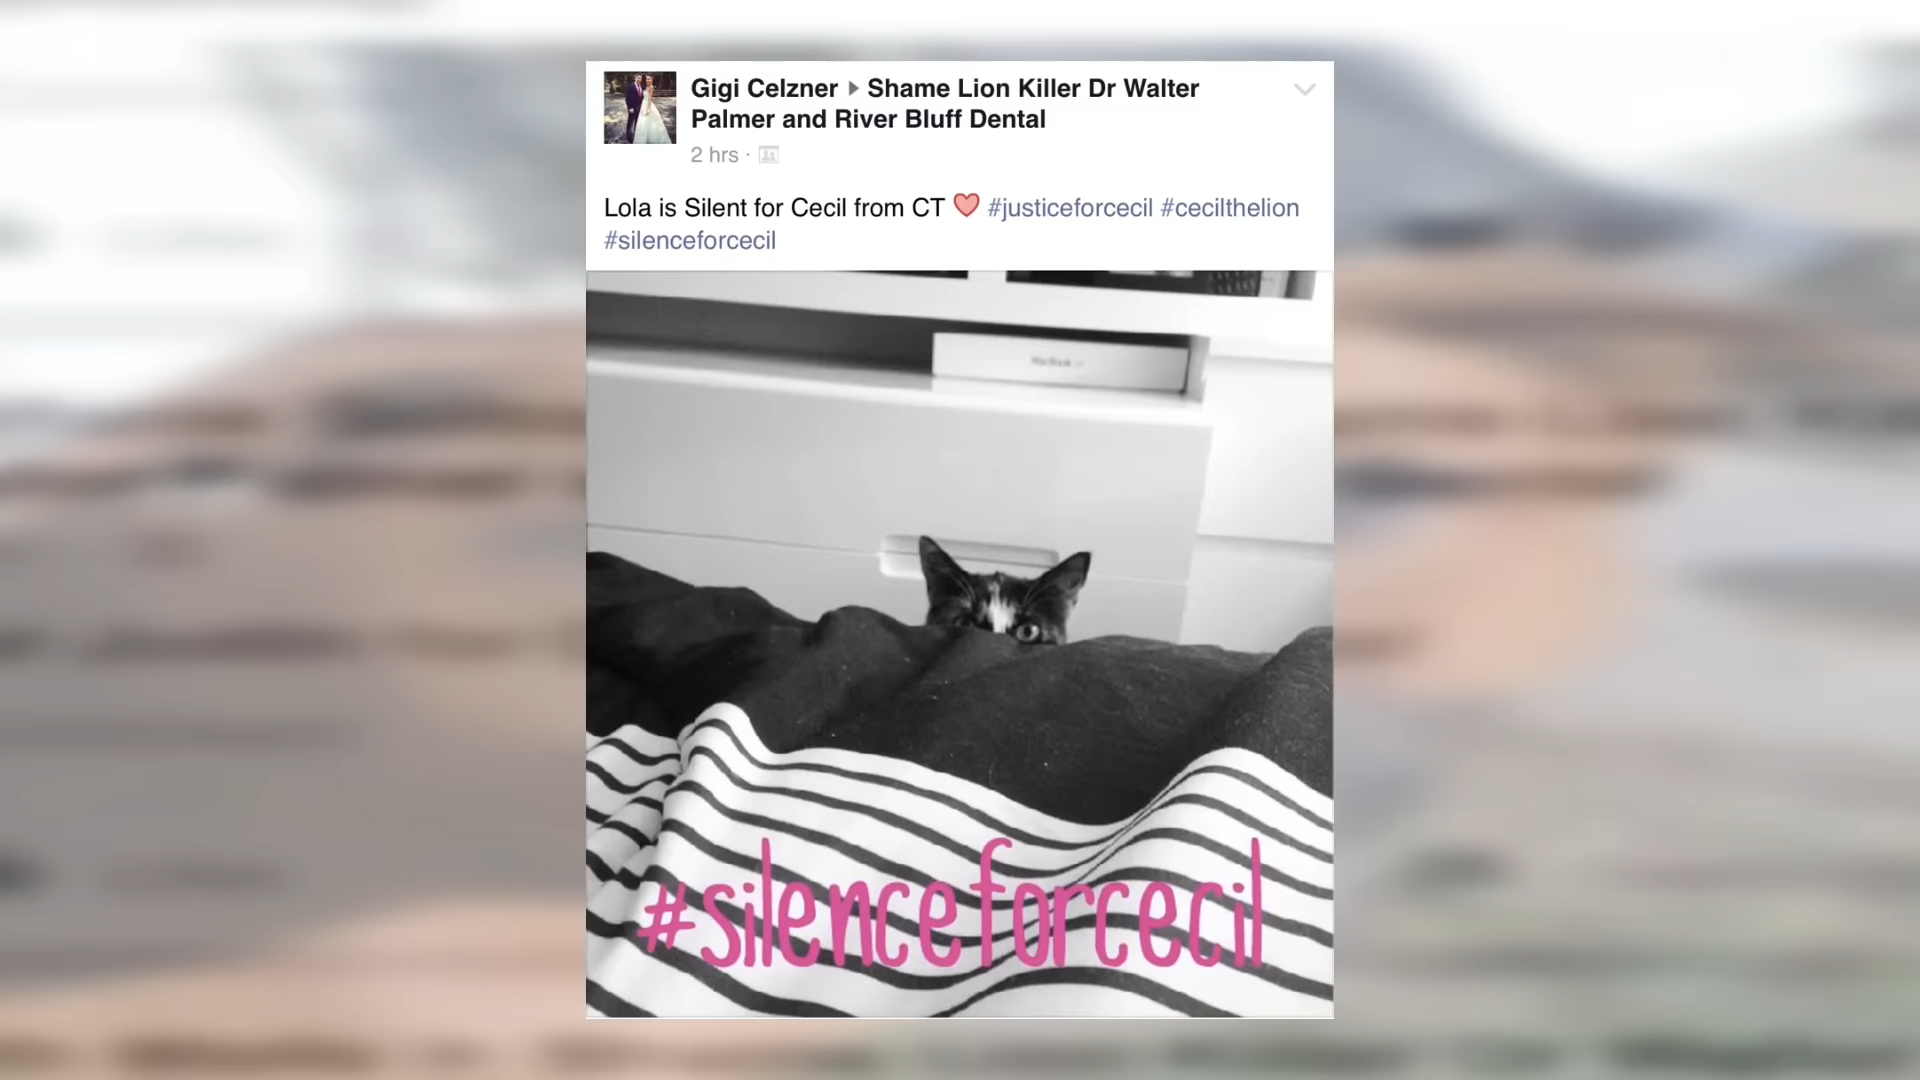 Gigi Celzner ▸ Shame Lion Killer Dr Walter
Palmer and River Bluff Dental
2 hrs ·
Lola is Silent for Cecil from CT ❤ #justiceforcecil #cecilthelion
#silenceforcecil
MacBook
#silenceforcecil